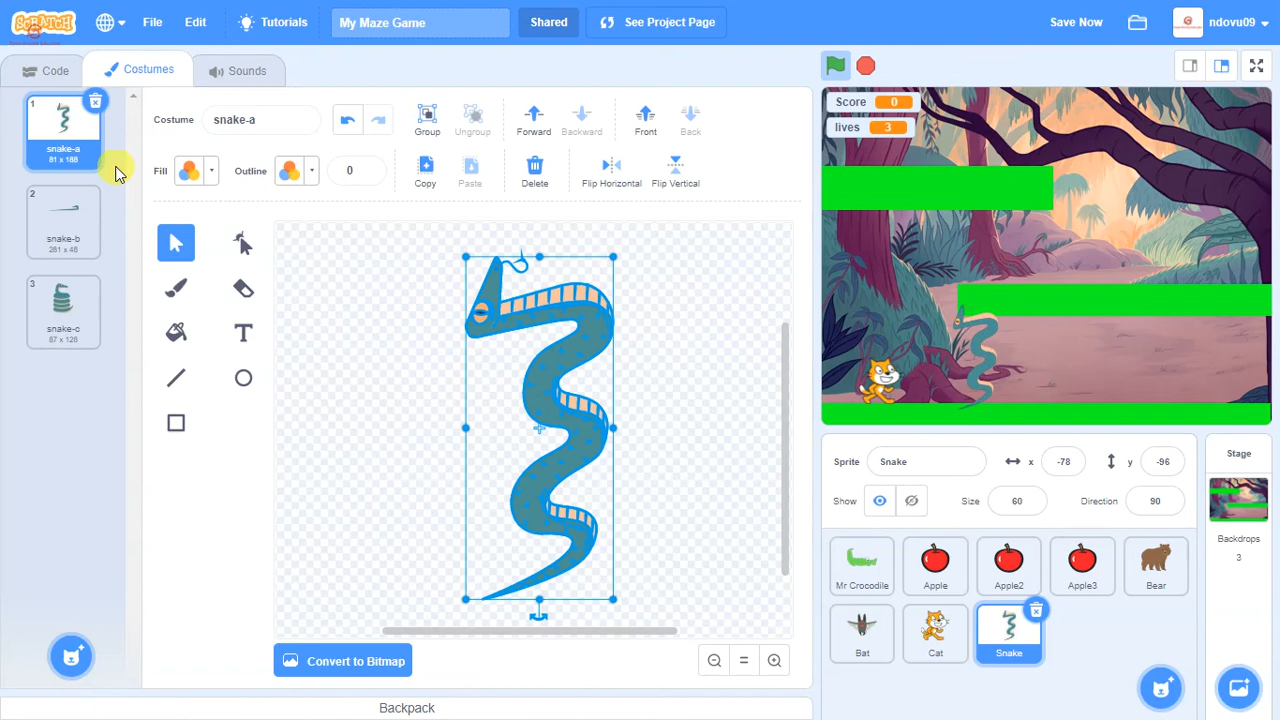 SCRATCH
File
Edit
Tutorials
My Maze Game
Shared
See Project Page
Save Now
ndovu09
Code
Costumes
Sounds
1
snake-a
81 x 188
2
snake-b
281 x 48
3
snake-c
87 x 128
Costume
snake-a
Group
Ungroup
Forward
Backward
Front
Back
Fill
Outline
0
Copy
Paste
Delete
Flip Horizontal
Flip Vertical
T
Convert to Bitmap
Backpack
Score 0
lives 3
Sprite
Snake
x
-78
y
-96
Show
Size
60
Direction
90
Mr Crocodile
Apple
Apple2
Apple3
Bear
Bat
Cat
Snake
Stage
Backdrops
3